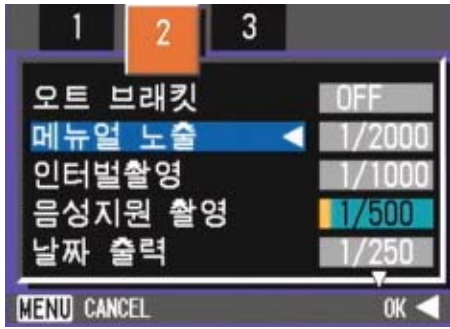 1 2 3
오트 브래킷 OFF
메뉴얼 노출 ◀ 1/2000
인터벌촬영 1/1000
음성지원 촬영 1/500
날짜 출력 1/250
MENU CANCEL OK ◀